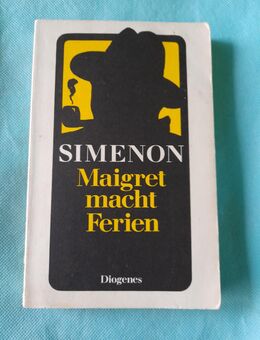 SIMENON
Maigret
macht
Ferien
Diogenes